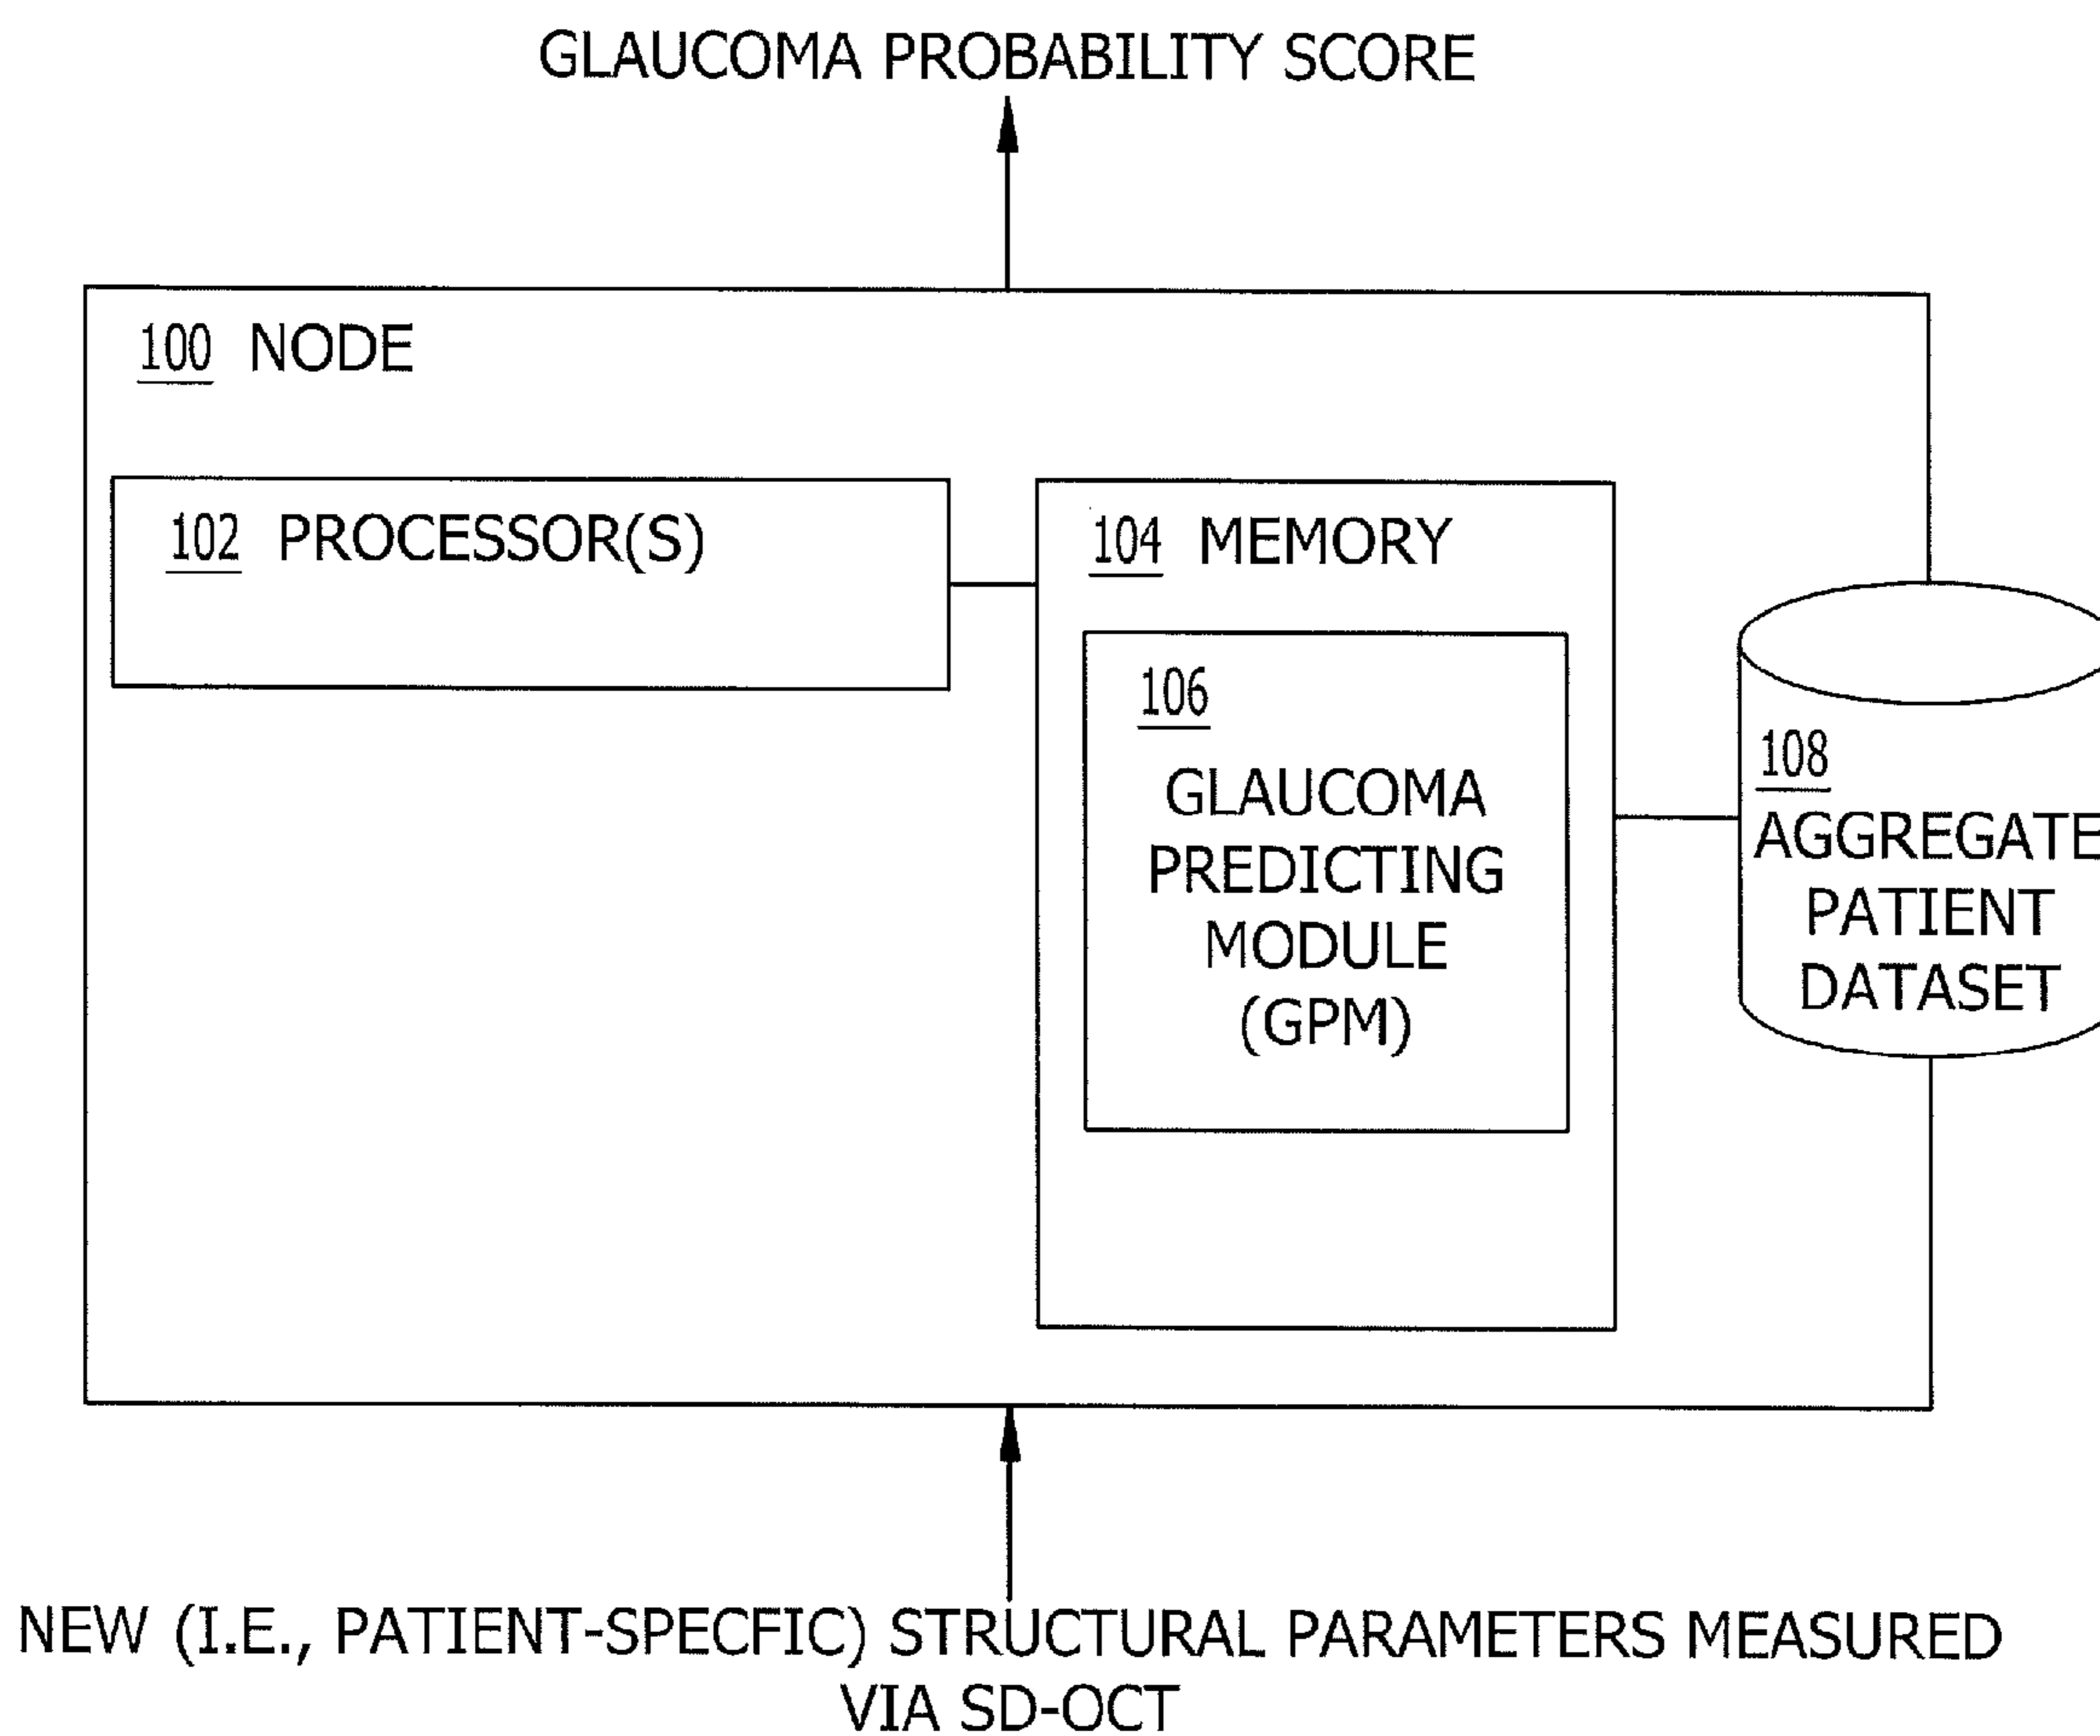 GLAUCOMA PROBABILITY SCORE
100 NODE
102 PROCESSOR(S)
104 MEMORY
106
GLAUCOMA
PREDICTING
MODULE
(GPM)
108
AGGREGATE
PATIENT
DATASET
NEW (I.E., PATIENT-SPECFIC) STRUCTURAL PARAMETERS MEASURED
VIA SD-OCT